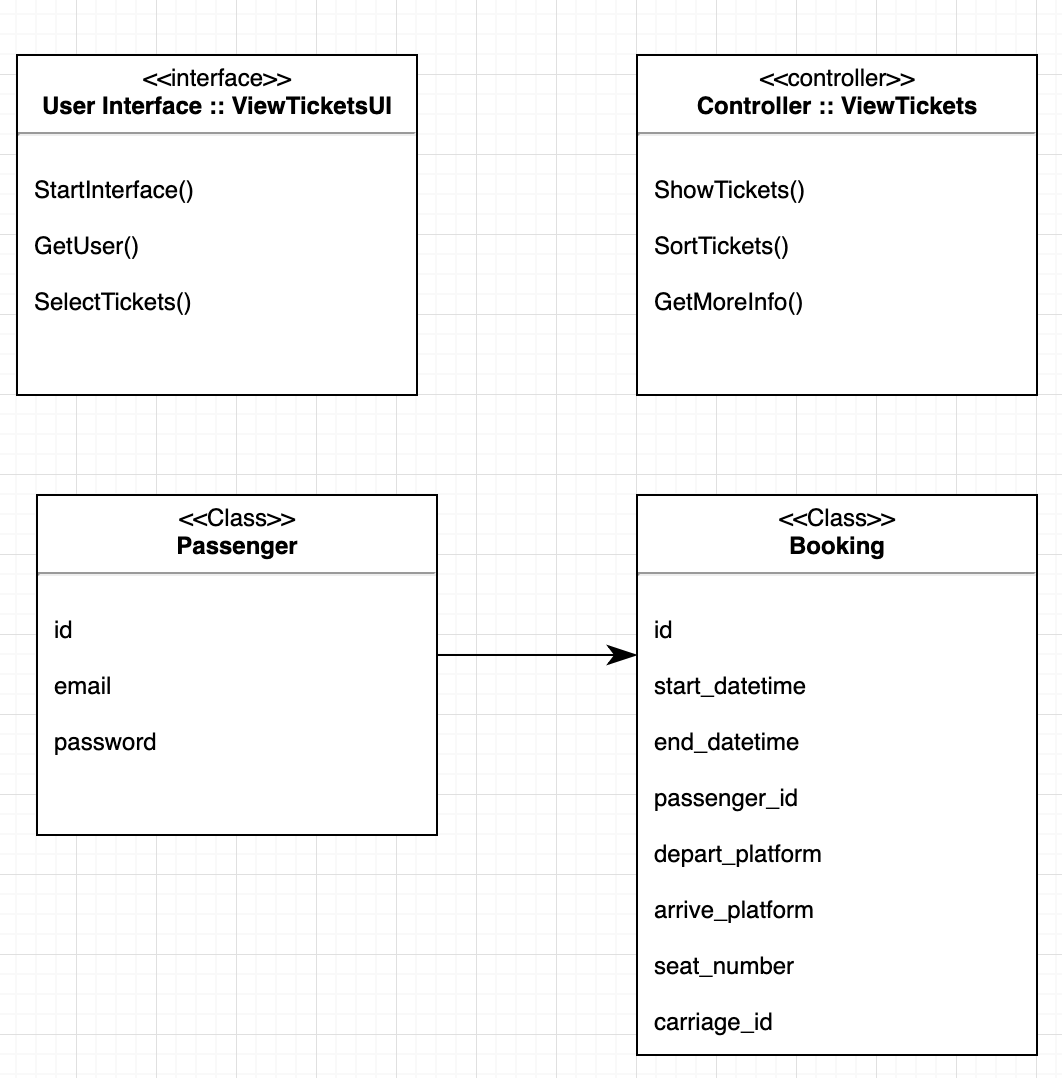 <<interface>>
User Interface :: ViewTicketsUI
StartInterface()
GetUser()
SelectTickets()
<<controller>>
Controller :: ViewTickets
ShowTickets()
SortTickets()
GetMoreInfo()
<<Class>>
Passenger
id
email
password
<<Class>>
Booking
id
start_datetime
end_datetime
passenger_id
depart_platform
arrive_platform
seat_number
carriage_id